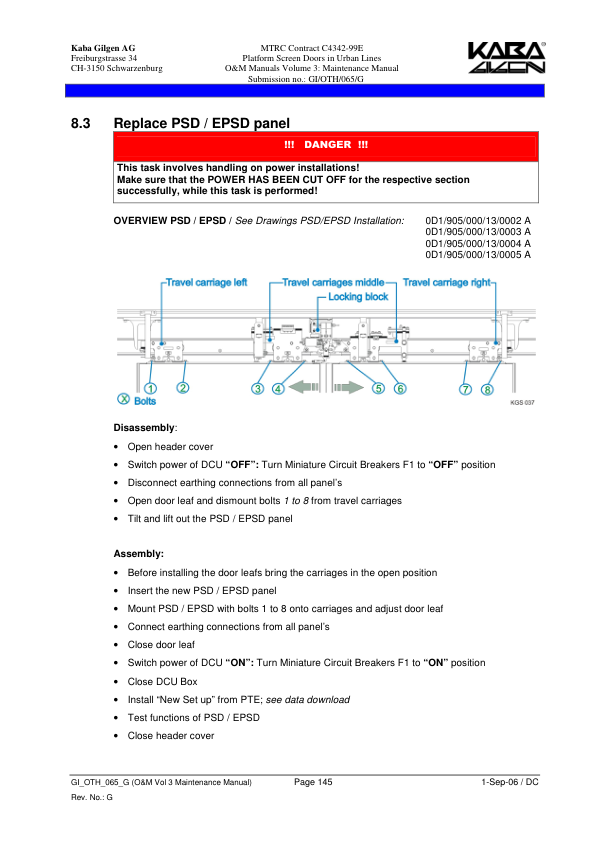 Kaba Gilgen AG
Freiburgstrasse 34
CH-3150 Schwarzenburg
MTRC Contract C4342-99E
Platform Screen Doors in Urban Lines
O&M Manuals Volume 3: Maintenance Manual
Submission no.: GI/OTH/065/G
KABA®
GILGEN
8.3 Replace PSD / EPSD panel
!!! DANGER !!!
This task involves handling on power installations!
Make sure that the POWER HAS BEEN CUT OFF for the respective section
successfully, while this task is performed!
OVERVIEW PSD / EPSD / See Drawings PSD/EPSD Installation: 0D1/905/000/13/0002 A
0D1/905/000/13/0003 A
0D1/905/000/13/0004 A
0D1/905/000/13/0005 A
Travel carriage left Travel carriages middle Travel carriage right
Locking block
1 2 3 4 5 6 7 8
X Bolts
KGS 037
Disassembly:
• Open header cover
• Switch power of DCU “OFF”: Turn Miniature Circuit Breakers F1 to “OFF” position
• Disconnect earthing connections from all panel’s
• Open door leaf and dismount bolts 1 to 8 from travel carriages
• Tilt and lift out the PSD / EPSD panel
Assembly:
• Before installing the door leafs bring the carriages in the open position
• Insert the new PSD / EPSD panel
• Mount PSD / EPSD with bolts 1 to 8 onto carriages and adjust door leaf
• Connect earthing connections from all panel’s
• Close door leaf
• Switch power of DCU “ON”: Turn Miniature Circuit Breakers F1 to “ON” position
• Close DCU Box
• Install “New Set up” from PTE; see data download
• Test functions of PSD / EPSD
• Close header cover
GI_OTH_065_G (O&M Vol 3 Maintenance Manual) Page 145 1-Sep-06 / DC
Rev. No.: G